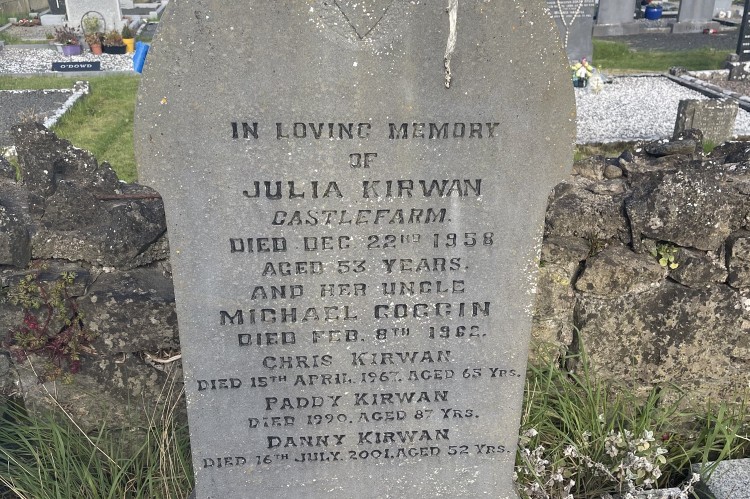 O'DOWD
IN LOVING MEMORY
OF
JULIA KIRWAN
CASTLEFARM.
DIED DEC 22ND 1958
AGED 53 YEARS.
AND HER UNCLE
MICHAEL GOGGIN
DIED FEB. 8TH 1962.
CHRIS KIRWAN
DIED 15TH APRIL. 1967. AGED 65 YRS.
PADDY KIRWAN
DIED 1990. AGED 87 YRS.
DANNY KIRWAN
DIED 16TH JULY. 2001. AGED 52 YRS.